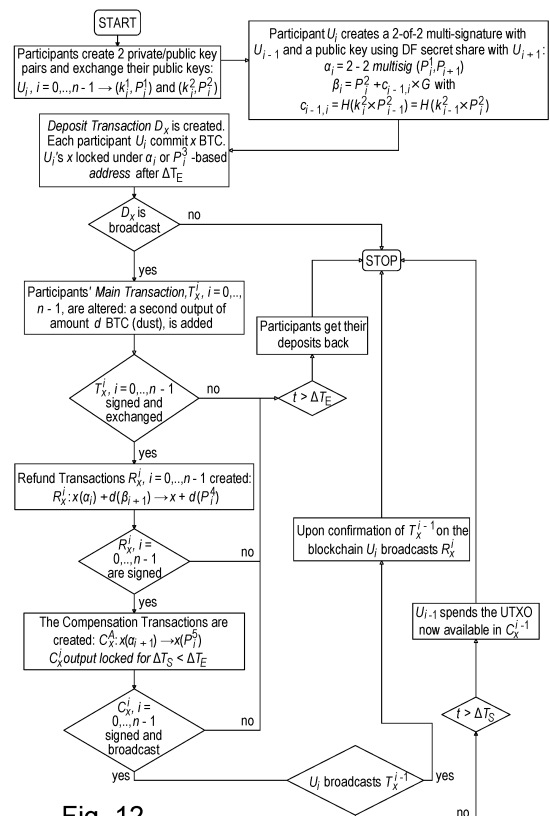 START
Participants create 2 private/public key
pairs and exchange their public keys:
U_i, i = 0,..,n - 1 → (k_i^1, P_i^1) and (k_i^2, P_i^2)
Participant U_i creates a 2-of-2 multi-signature with
U_{i-1} and a public key using DF secret share with U_{i+1}:
α_i = 2 - 2 multisig (P_i^1, P_{i+1})
β_i = P_i^2 + c_{i-1,i} × G with
c_{i-1,i} = H(k_i^2 × P_{i-1}^2) = H(k_{i-1}^2 × P_i^2)
Deposit Transaction D_x is created.
Each participant U_i commit x BTC.
U_i's x locked under α_i or P_i^3 -based
address after ΔT_E
D_x is
broadcast
no
yes
STOP
Participants' Main Transaction, T_x^i, i = 0,..,
n - 1, are altered: a second output of
amount d BTC (dust), is added
Participants get their
deposits back
T_x^i, i = 0,..,n - 1
signed and
exchanged
no
t > ΔT_E
yes
Refund Transactions R_x^i, i = 0,..,n - 1 created:
R_x^i : x(α_i) + d(β_{i+1}) → x + d(P_i^4)
R_x^i, i =
0,..,n - 1
are signed
no
yes
Upon confirmation of T_x^{i-1} on the
blockchain U_i broadcasts R_x^i
The Compensation Transactions are
created: C_x^A : x(α_{i+1}) → x(P_i^5)
C_x^i output locked for ΔT_S < ΔT_E
U_{i-1} spends the UTXO
now available in C_x^{i-1}
C_x^i, i =
0,..,n - 1
signed and
broadcast
no
t > ΔT_S
yes
U_i broadcasts T_x^{i-1}
yes
no
Fig. 12